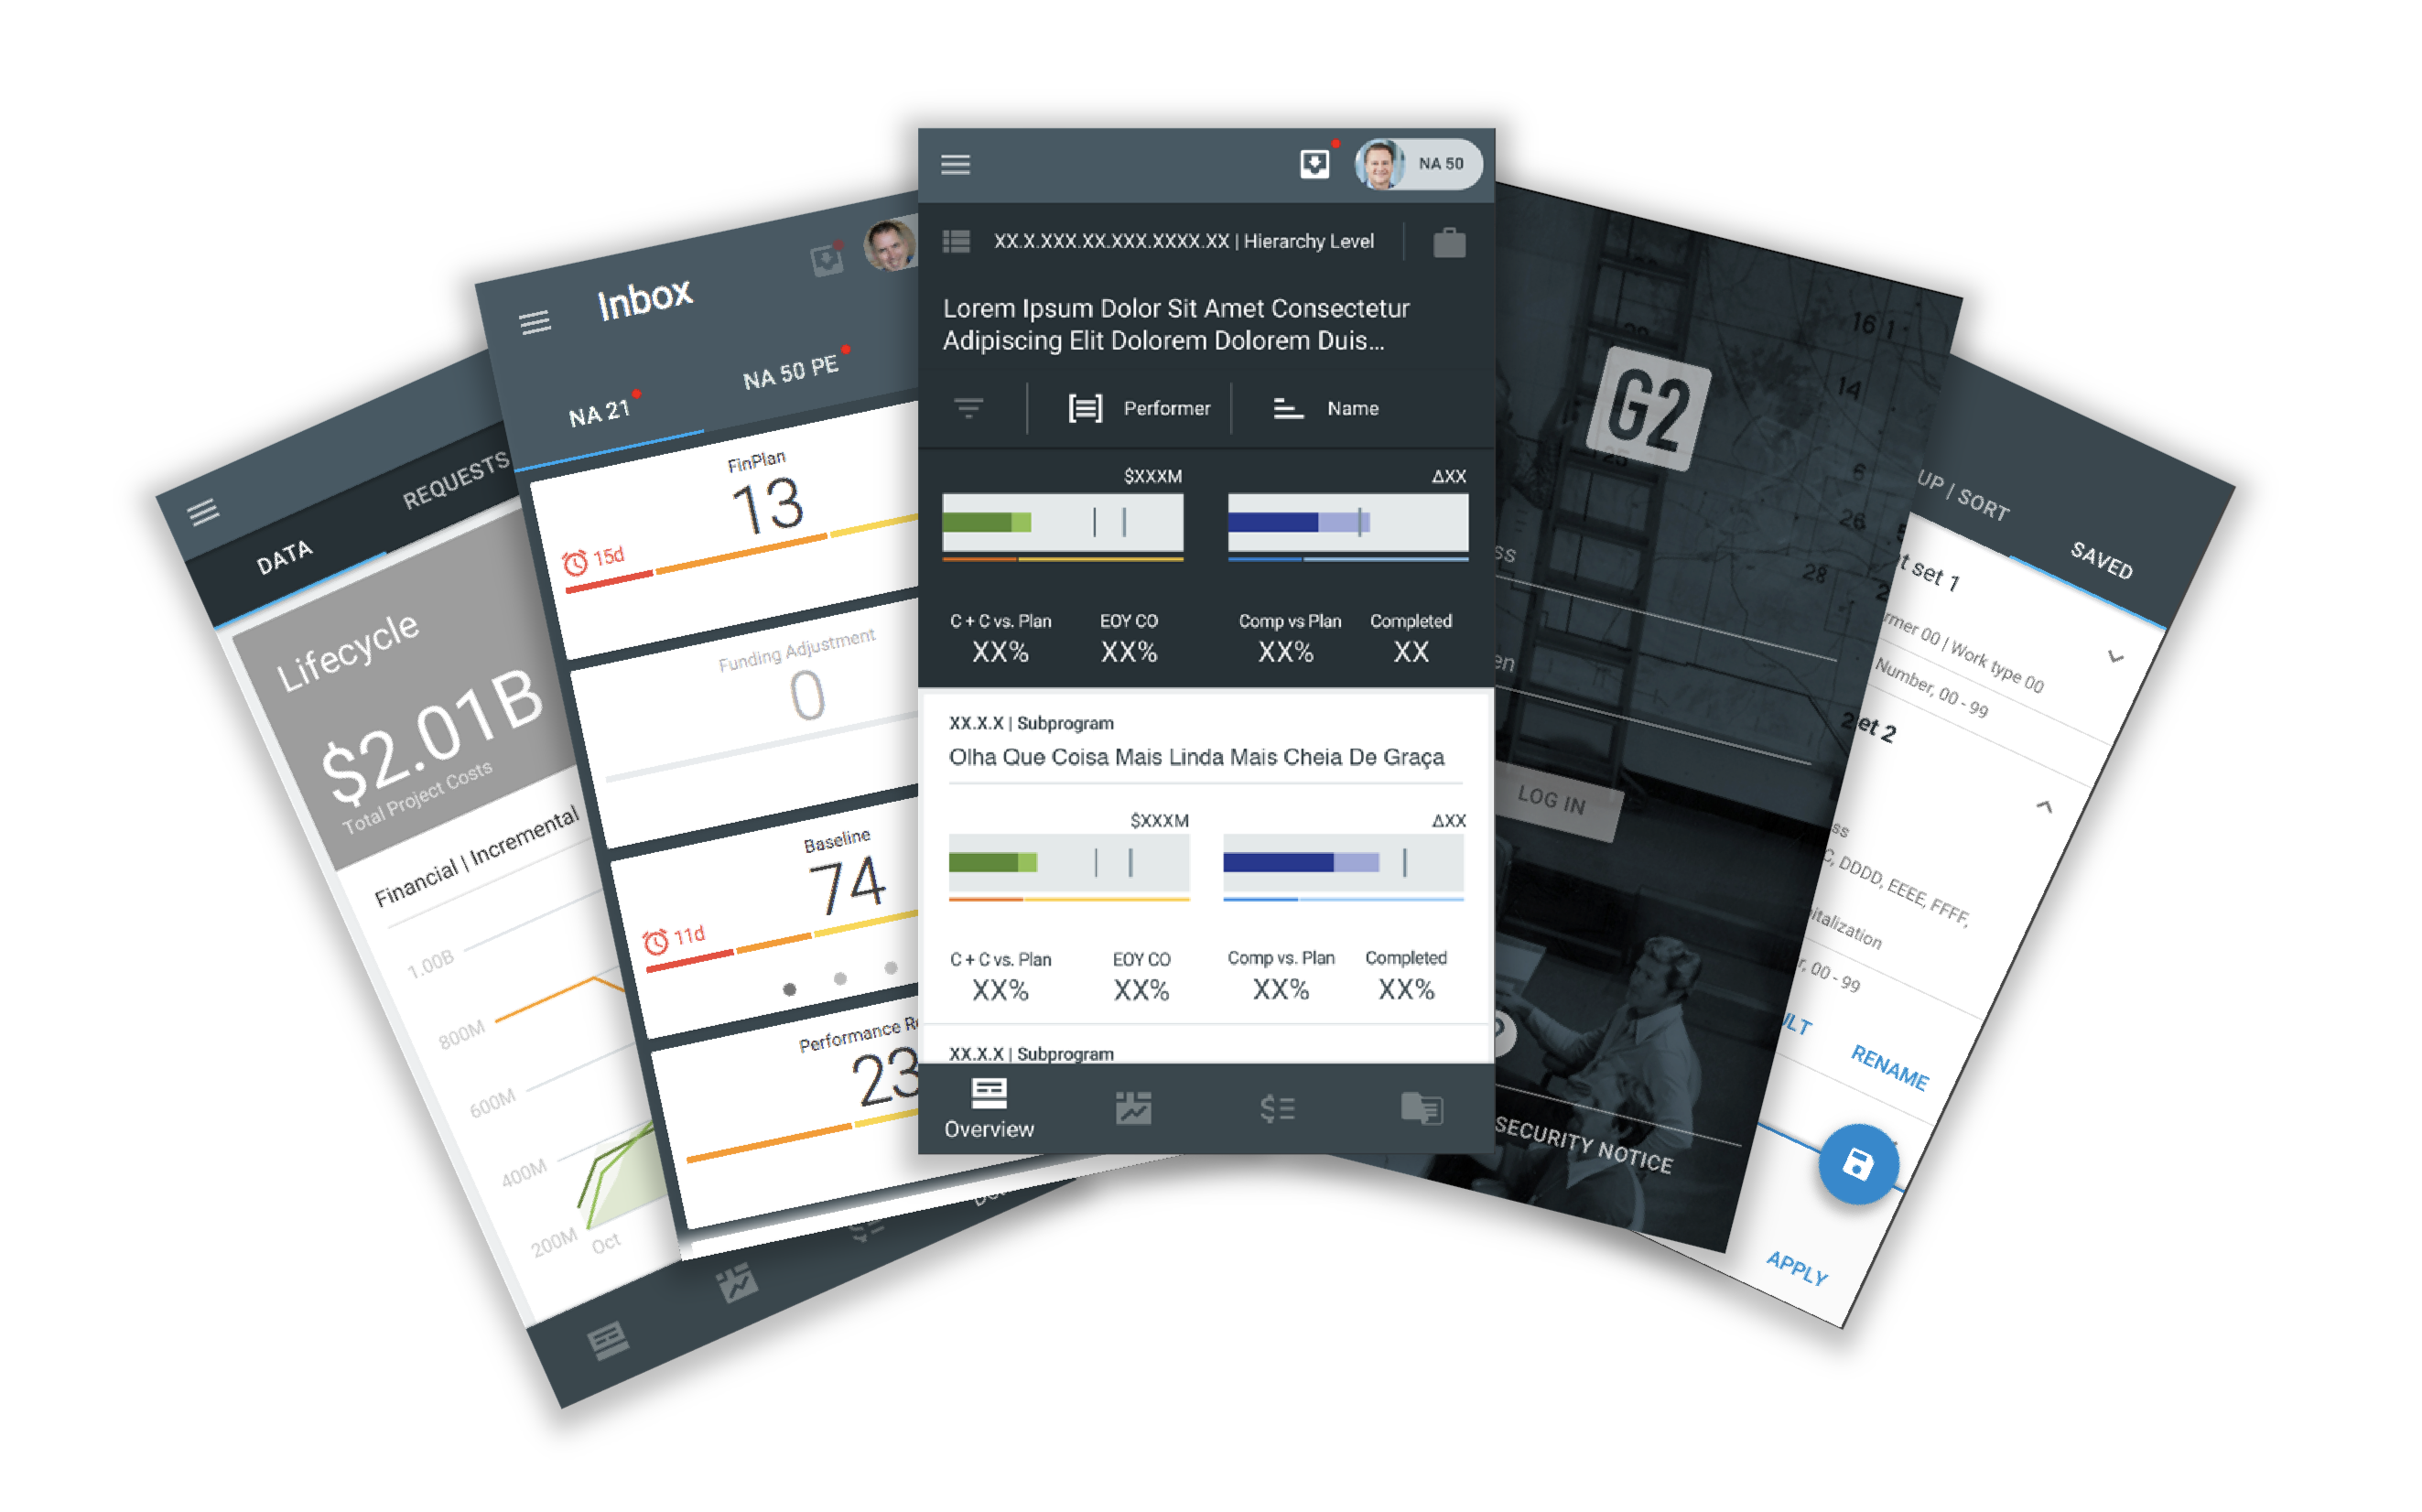 DATA
REQUESTS
Lifecycle
$2.01B
Total Project Costs
Financial | Incremental
1.00B
800M
600M
400M
200M
Oct
Inbox
NA 21
NA 50 PE
FinPlan
13
15d
Funding Adjustment
0
Baseline
74
11d
Performance
23
NA 50
XX.X.XXX.XX.XXX.XXXX.XX | Hierarchy Level
Lorem Ipsum Dolor Sit Amet Consectetur
Adipiscing Elit Dolorem Dolorem Duis...
Performer
Name
$XXXM
ΔXX
C + C vs. Plan
EOY CO
Comp vs Plan
Completed
XX%
XX%
XX%
XX
XX.X.X | Subprogram
Olha Que Coisa Mais Linda Mais Cheia De Graça
$XXXM
ΔXX
C + C vs. Plan
EOY CO
Comp vs. Plan
Completed
XX%
XX%
XX%
XX%
XX.X.X | Subprogram
Overview
G2
16 1
14
6
26
28
25
LOG IN
SECURITY NOTICE
UP | SORT
SAVED
t set 1
rmer 00 | Work type 00
Number, 00 - 99
et 2
ss
C, DDDD, EEEE, FFFF,
italization
r, 00 - 99
ULT
RENAME
APPLY